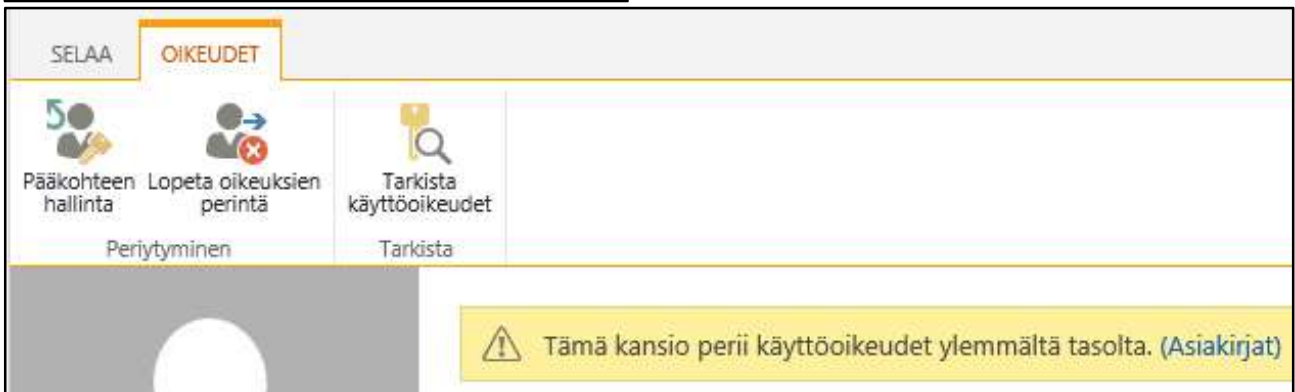 SELAA OIKEUDET
Pääkohteen hallinta
Lopeta oikeuksien perintä
Tarkista käyttöoikeudet
Periytyminen Tarkista
Tämä kansio perii käyttöoikeudet ylemmältä tasolta. (Asiakirjat)